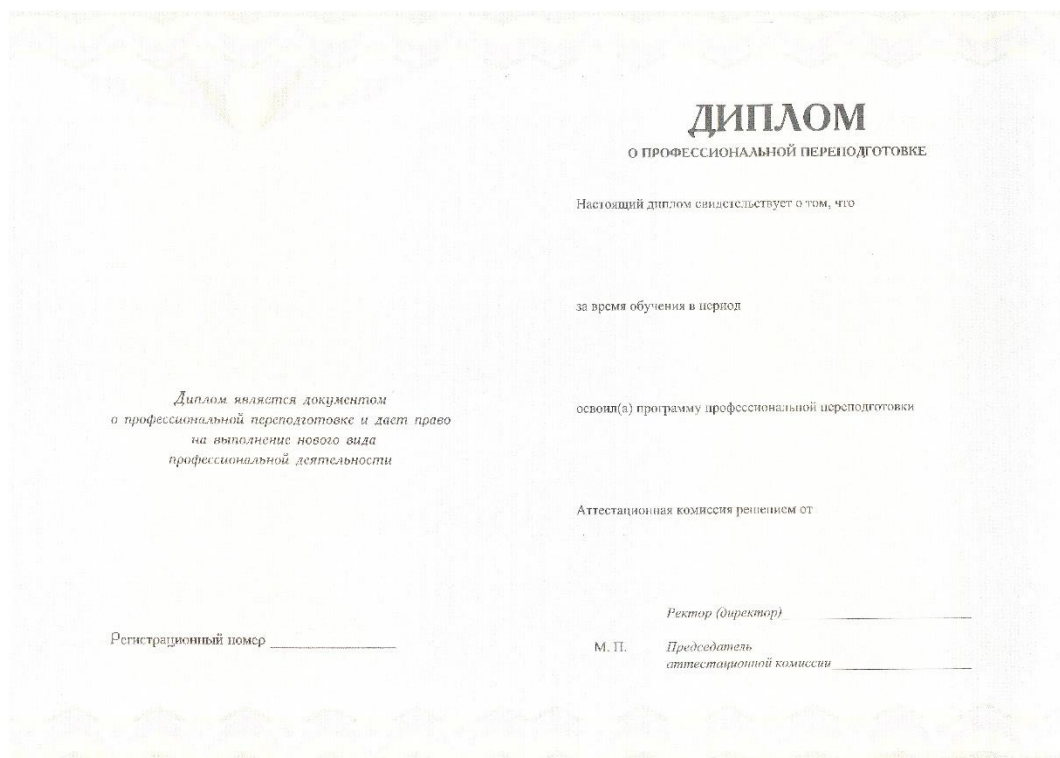 Диплом является документом
о профессиональной переподготовке и дает право
на выполнение нового вида
профессиональной деятельности
Регистрационный номер
ДИПЛОМ
О ПРОФЕССИОНАЛЬНОЙ ПЕРЕПОДГОТОВКЕ
Настоящий диплом свидетельствует о том, что
за время обучения в период
освоил(а) программу профессиональной переподготовки
Аттестационная комиссия решением от
Ректор (директор)
М. П. Председатель
аттестационной комиссии